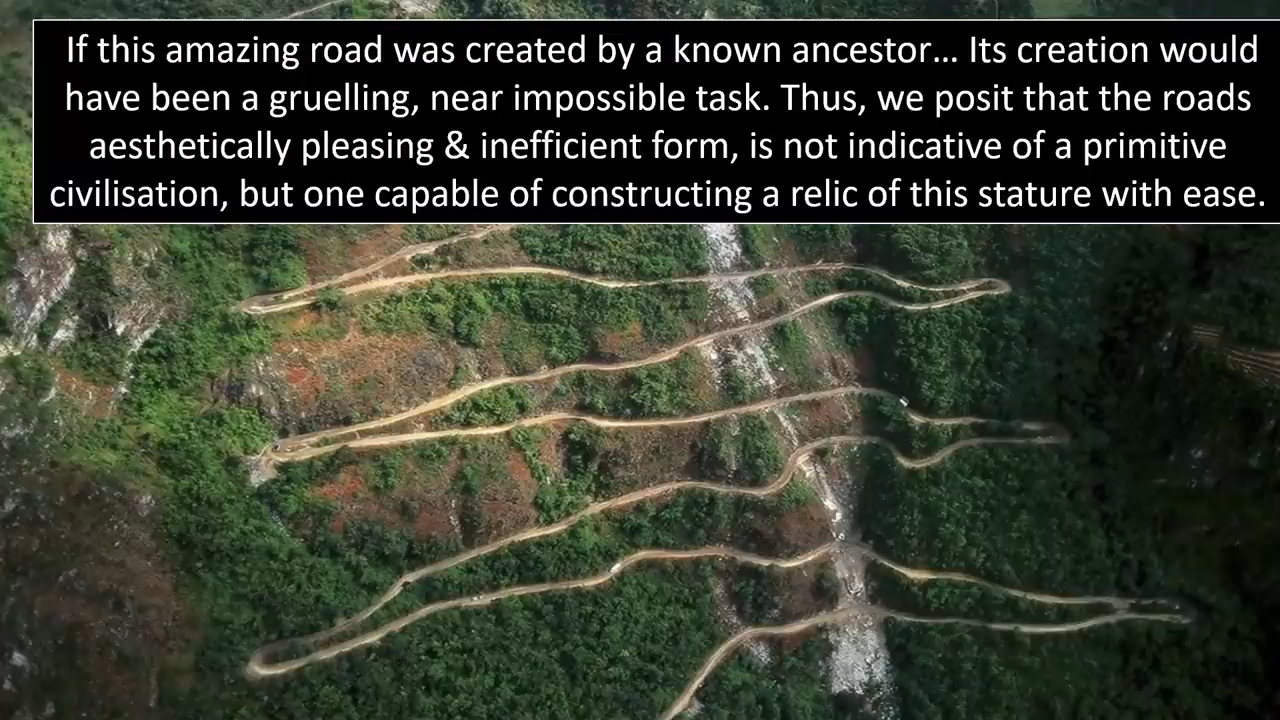 If this amazing road was created by a known ancestor… Its creation would
have been a gruelling, near impossible task. Thus, we posit that the roads
aesthetically pleasing & inefficient form, is not indicative of a primitive
civilisation, but one capable of constructing a relic of this stature with ease.